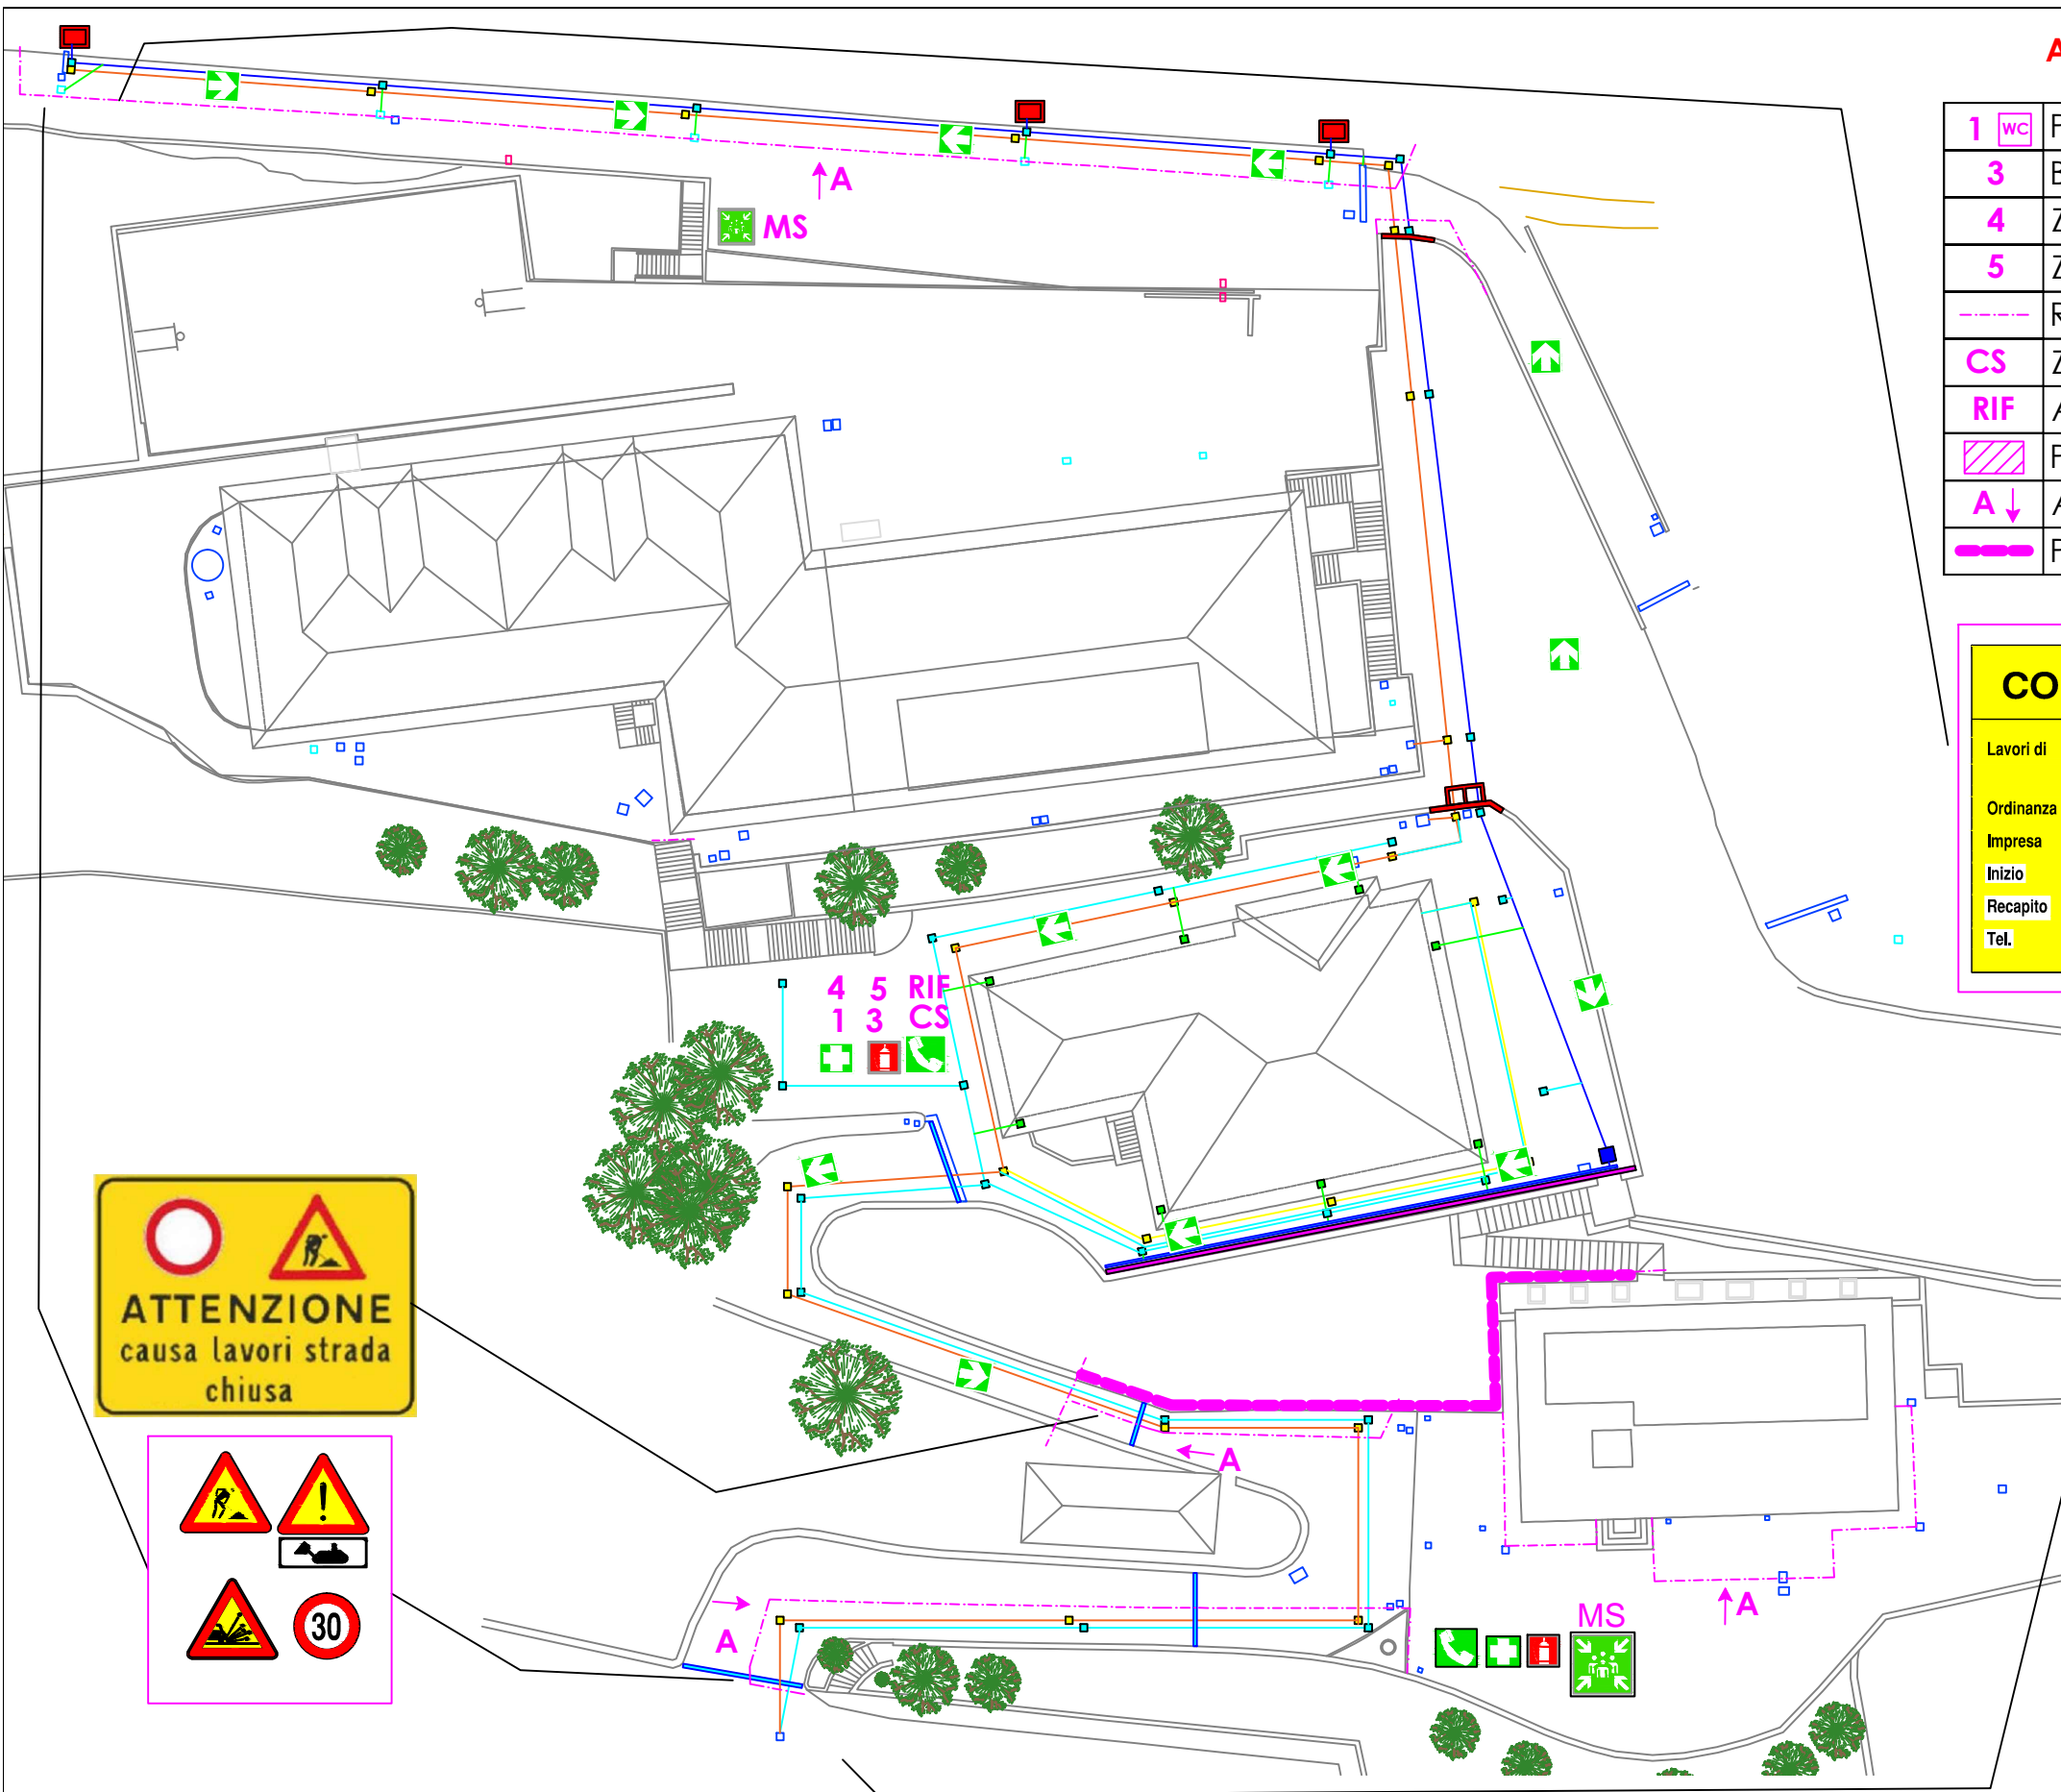 A
1 WC P
3 B
4 Z
5 Z
R
CS Z
RIF A
P
A A
P
A
MS
CO
Lavori di
Ordinanza
Impresa
Inizio
Recapito
Tel.
4 5 RIF
1 3 CS
ATTENZIONE
causa lavori strada
chiusa
A
30
A
MS
A